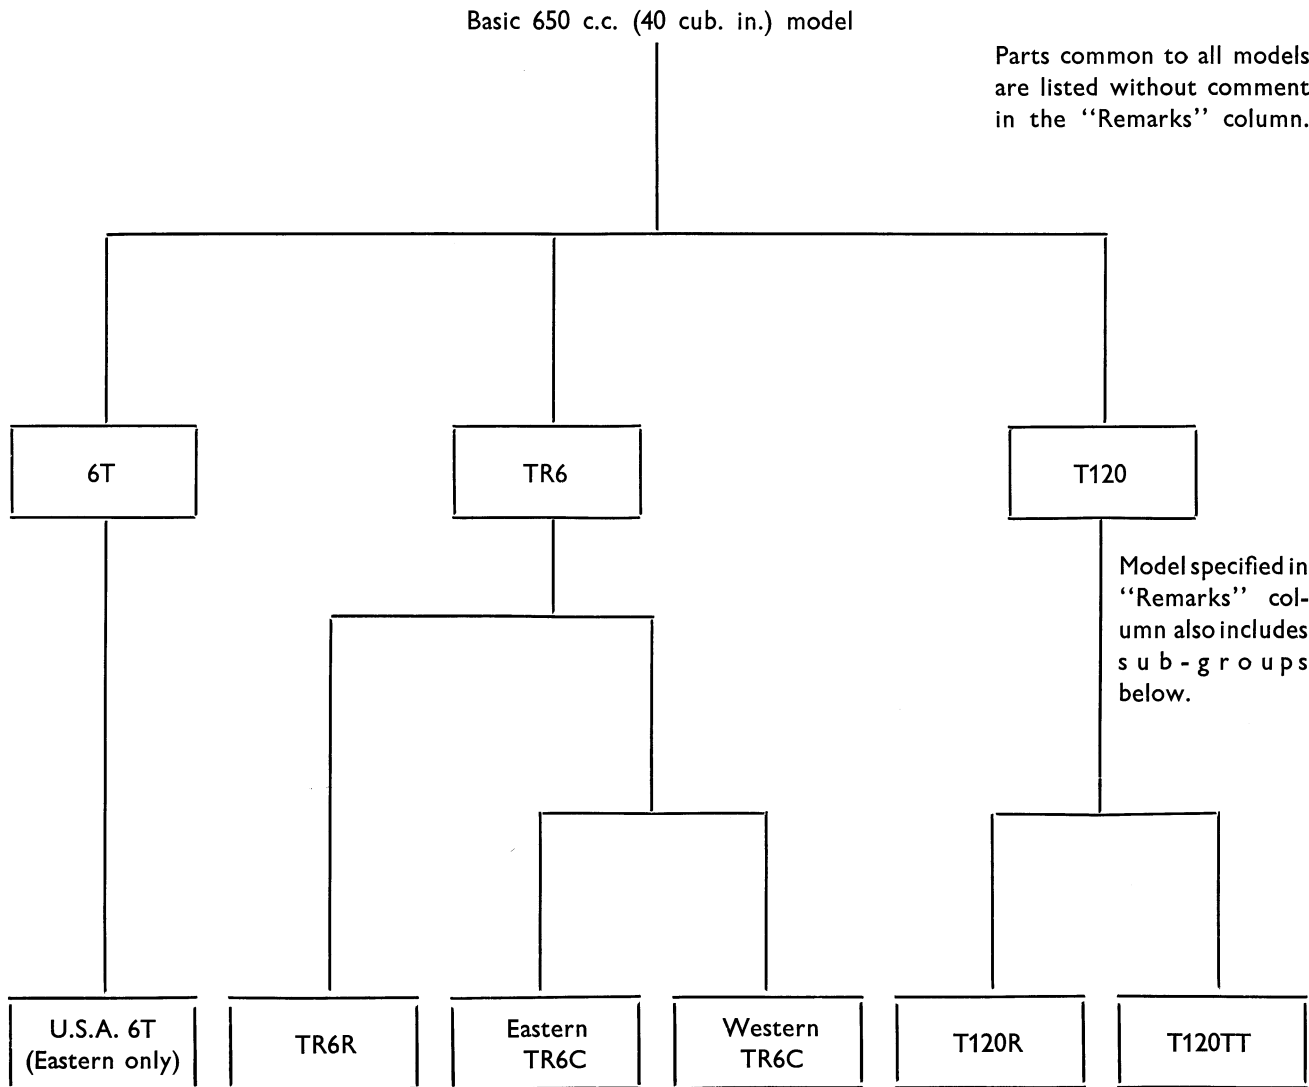 Basic 650 c.c. (40 cub. in.) model
Parts common to all models
are listed without comment
in the “Remarks” column.
6T
TR6
T120
Model specified in
“Remarks” col-
umn also includes
sub-groups
below.
U.S.A. 6T
(Eastern only)
TR6R
Eastern
TR6C
Western
TR6C
T120R
T120TT